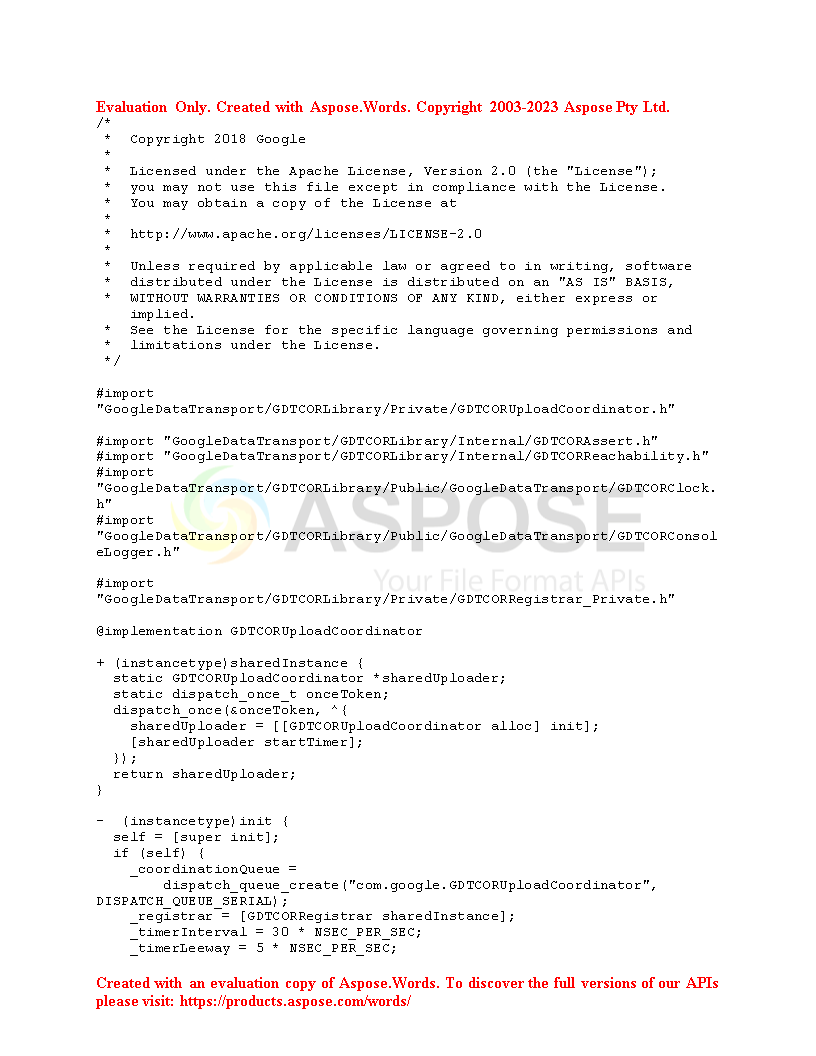 Evaluation Only. Created with Aspose.Words. Copyright 2003-2023 Aspose Pty Ltd.
/*
 *  Copyright 2018 Google
 *
 *  Licensed under the Apache License, Version 2.0 (the "License");
 *  you may not use this file except in compliance with the License.
 *  You may obtain a copy of the License at
 *
 *  http://www.apache.org/licenses/LICENSE-2.0
 *
 *  Unless required by applicable law or agreed to in writing, software
 *  distributed under the License is distributed on an "AS IS" BASIS,
 *  WITHOUT WARRANTIES OR CONDITIONS OF ANY KIND, either express or
    implied.
 *  See the License for the specific language governing permissions and
 *  limitations under the License.
 */

#import
"GoogleDataTransport/GDTCORLibrary/Private/GDTCORUploadCoordinator.h"

#import "GoogleDataTransport/GDTCORLibrary/Internal/GDTCORAssert.h"
#import "GoogleDataTransport/GDTCORLibrary/Internal/GDTCORReachability.h"
#import
"GoogleDataTransport/GDTCORLibrary/Public/GoogleDataTransport/GDTCORClock.
h"
#import
"GoogleDataTransport/GDTCORLibrary/Public/GoogleDataTransport/GDTCORConsol
eLogger.h"
ASPOSE
Your File Format APIs

#import
"GoogleDataTransport/GDTCORLibrary/Private/GDTCORRegistrar_Private.h"

@implementation GDTCORUploadCoordinator

+ (instancetype)sharedInstance {
  static GDTCORUploadCoordinator *sharedUploader;
  static dispatch_once_t onceToken;
  dispatch_once(&onceToken, ^{
    sharedUploader = [[GDTCORUploadCoordinator alloc] init];
    [sharedUploader startTimer];
  });
  return sharedUploader;
}

-  (instancetype)init {
  self = [super init];
  if (self) {
    _coordinationQueue =
        dispatch_queue_create("com.google.GDTCORUploadCoordinator",
DISPATCH_QUEUE_SERIAL);
    _registrar = [GDTCORRegistrar sharedInstance];
    _timerInterval = 30 * NSEC_PER_SEC;
    _timerLeeway = 5 * NSEC_PER_SEC;

Created with an evaluation copy of Aspose.Words. To discover the full versions of our APIs
please visit: https://products.aspose.com/words/